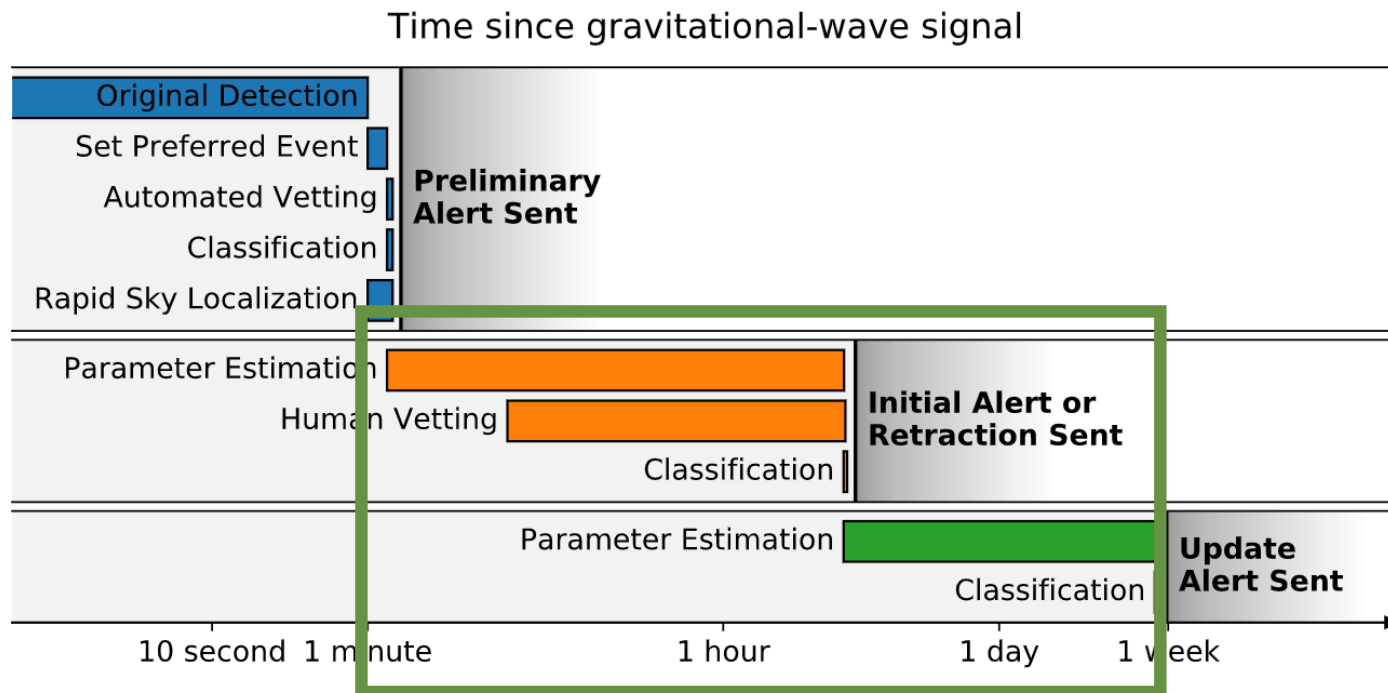 Time since gravitational-wave signal
Original Detection
Set Preferred Event
Automated Vetting
Classification
Rapid Sky Localization
Preliminary
Alert Sent
Parameter Estimation
Human Vetting
Classification
Initial Alert or
Retraction Sent
Parameter Estimation
Classification
Update
Alert Sent
10 second 1 minute 1 hour 1 day 1 week